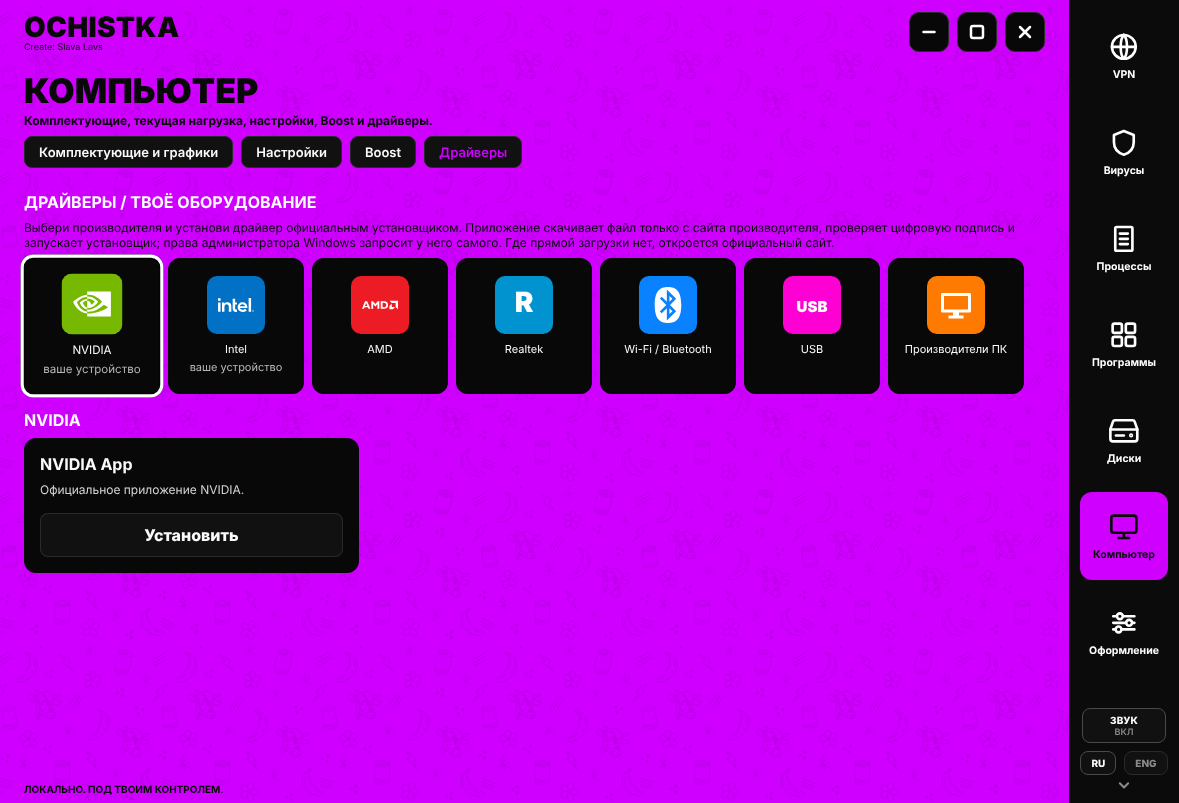 OCHISTKA
Create: Slava Lavs
КОМПЬЮТЕР
Комплектующие, текущая нагрузка, настройки, Boost и драйверы.
Комплектующие и графики
Настройки
Boost
Драйверы
ДРАЙВЕРЫ / ТВОЁ ОБОРУДОВАНИЕ
Выбери производителя и установи драйвер официальным установщиком. Приложение скачивает файл только с сайта производителя, проверяет цифровую подпись и
запускает установщик; права администратора Windows запросит у него самого. Где прямой загрузки нет, откроется официальный сайт.
NVIDIA
ваше устройство
intel.
Intel
ваше устройство
AMD
AMD
R
Realtek
Wi-Fi / Bluetooth
USB
USB
Производители ПК
NVIDIA
NVIDIA App
Официальное приложение NVIDIA.
Установить
ЛОКАЛЬНО. ПОД ТВОИМ КОНТРОЛЕМ.
VPN
Вирусы
Процессы
Программы
Диски
Компьютер
Оформление
ЗВУК
ВКЛ
RU
ENG